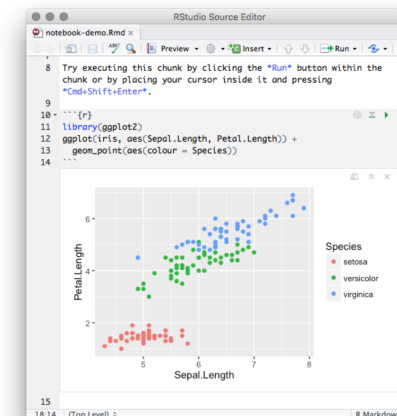 RStudio Source Editor
notebook-demo.Rmd ×
ABC Preview Insert Run
7
8 Try executing this chunk by clicking the *Run* button within the
chunk or by placing your cursor inside it and pressing
*Cmd+Shift+Enter*.
9
10 ```{r}
11 library(ggplot2)
12 ggplot(iris, aes(Sepal.Length, Petal.Length)) +
13 geom_point(aes(colour = Species))
14 ```
6
4
2
Petal.Length
5 6 7 8
Sepal.Length
Species
setosa
versicolor
virginica
15
18:14 (Top Level) R Markdown